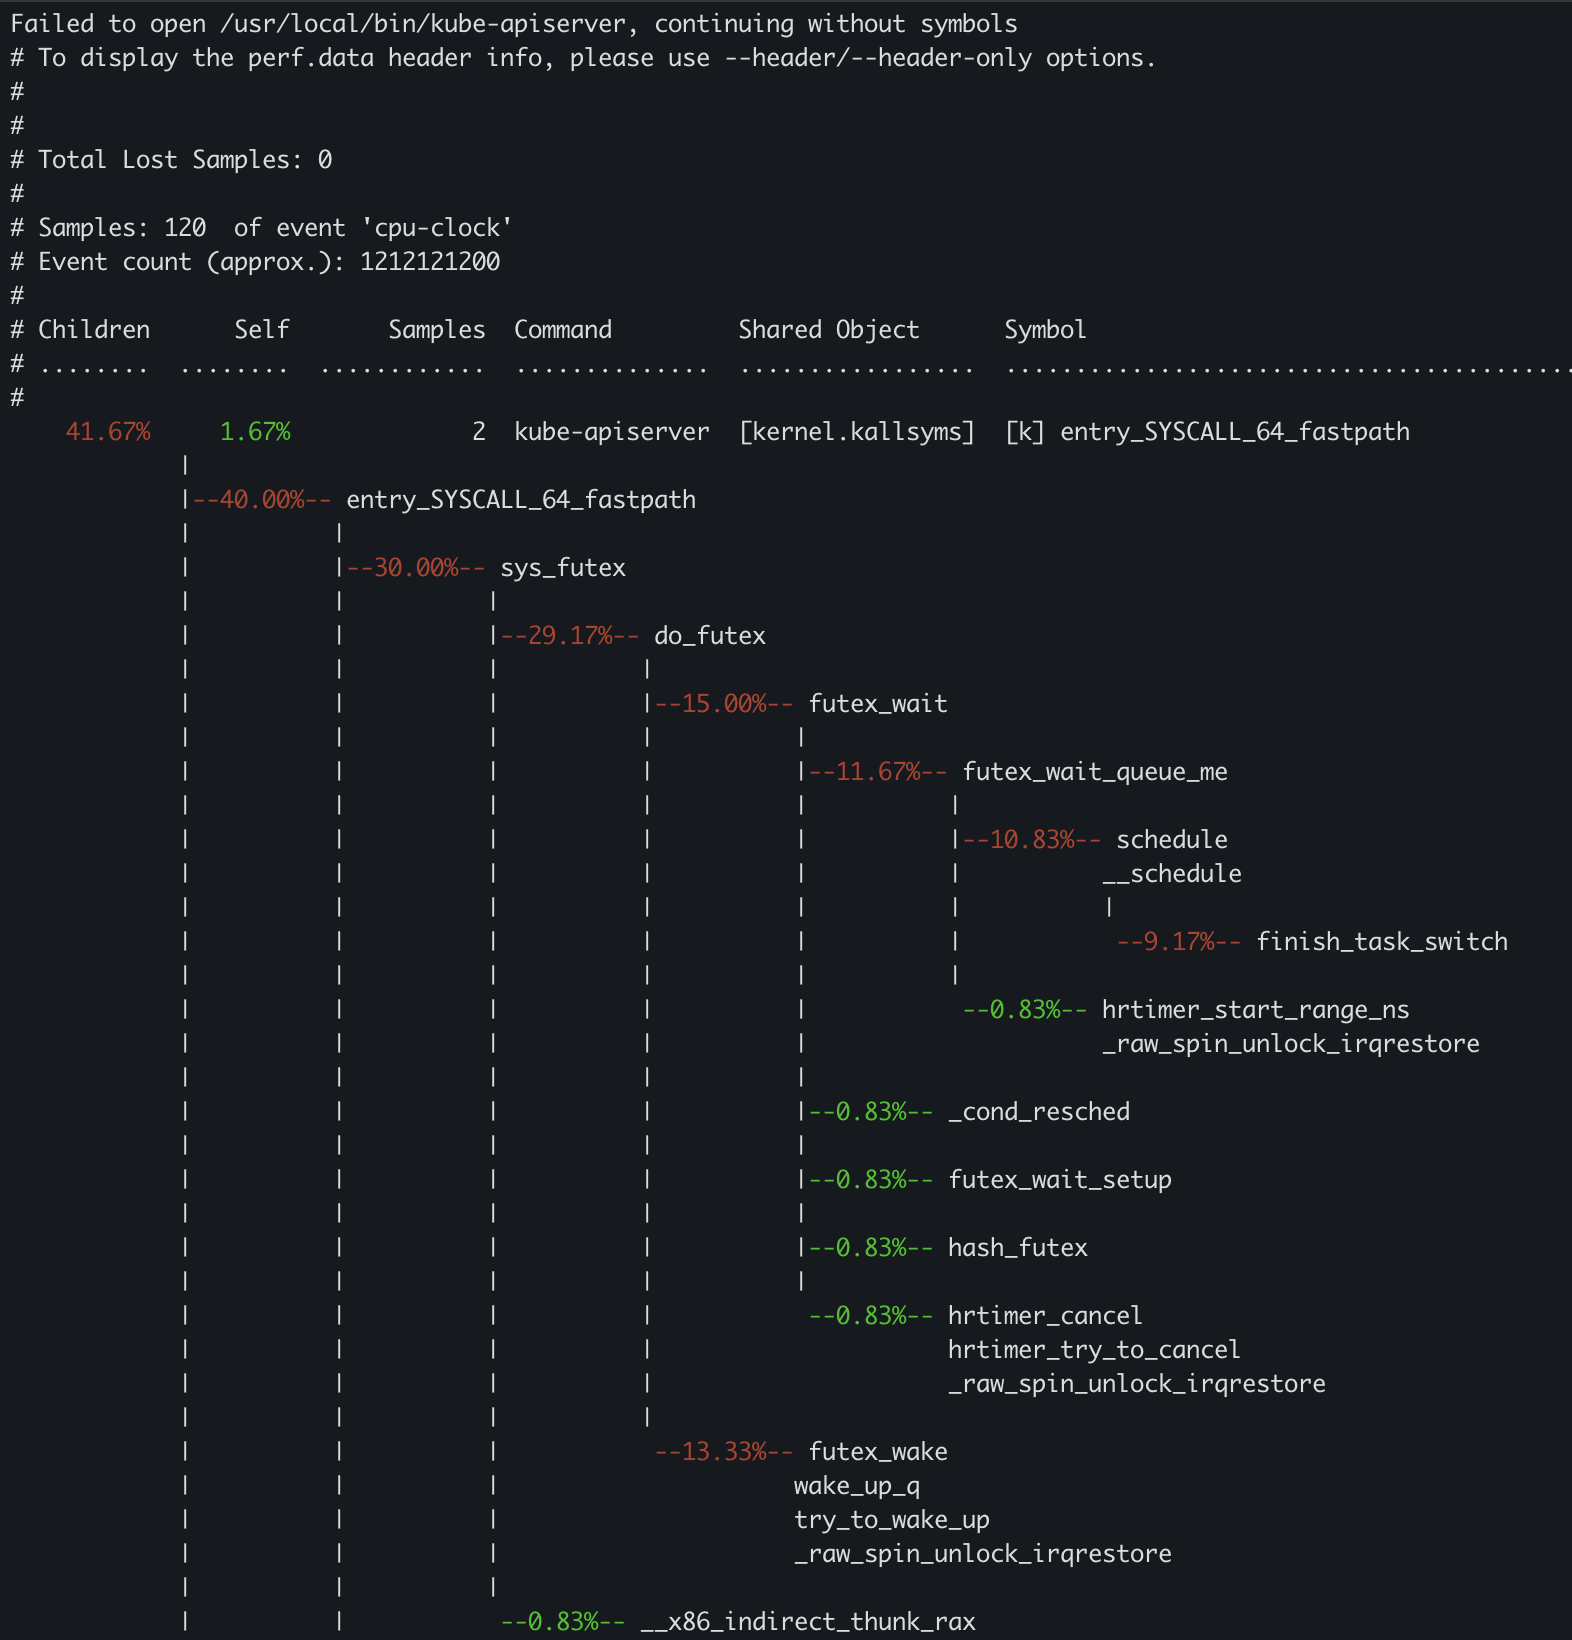 Failed to open /usr/local/bin/kube-apiserver, continuing without symbols
# To display the perf.data header info, please use --header/--header-only options.
#
#
# Total Lost Samples: 0
#
# Samples: 120  of event 'cpu-clock'
# Event count (approx.): 1212121200
#
# Children      Self       Samples  Command         Shared Object      Symbol
# ........  ........  ............  ..............  .................  .........................................
#
    41.67%     1.67%             2  kube-apiserver  [kernel.kallsyms]  [k] entry_SYSCALL_64_fastpath
            |
            |--40.00%-- entry_SYSCALL_64_fastpath
            |          |
            |          |--30.00%-- sys_futex
            |          |          |
            |          |          |--29.17%-- do_futex
            |          |          |          |
            |          |          |          |--15.00%-- futex_wait
            |          |          |          |          |
            |          |          |          |          |--11.67%-- futex_wait_queue_me
            |          |          |          |          |          |
            |          |          |          |          |          |--10.83%-- schedule
            |          |          |          |          |          |          __schedule
            |          |          |          |          |          |          |
            |          |          |          |          |          |           --9.17%-- finish_task_switch
            |          |          |          |          |          |
            |          |          |          |          |           --0.83%-- hrtimer_start_range_ns
            |          |          |          |          |                     _raw_spin_unlock_irqrestore
            |          |          |          |          |
            |          |          |          |          |--0.83%-- _cond_resched
            |          |          |          |          |
            |          |          |          |          |--0.83%-- futex_wait_setup
            |          |          |          |          |
            |          |          |          |          |--0.83%-- hash_futex
            |          |          |          |          |
            |          |          |          |           --0.83%-- hrtimer_cancel
            |          |          |          |                     hrtimer_try_to_cancel
            |          |          |          |                     _raw_spin_unlock_irqrestore
            |          |          |          |
            |          |          |           --13.33%-- futex_wake
            |          |          |                     wake_up_q
            |          |          |                     try_to_wake_up
            |          |          |                     _raw_spin_unlock_irqrestore
            |          |          |
            |          |           --0.83%-- __x86_indirect_thunk_rax